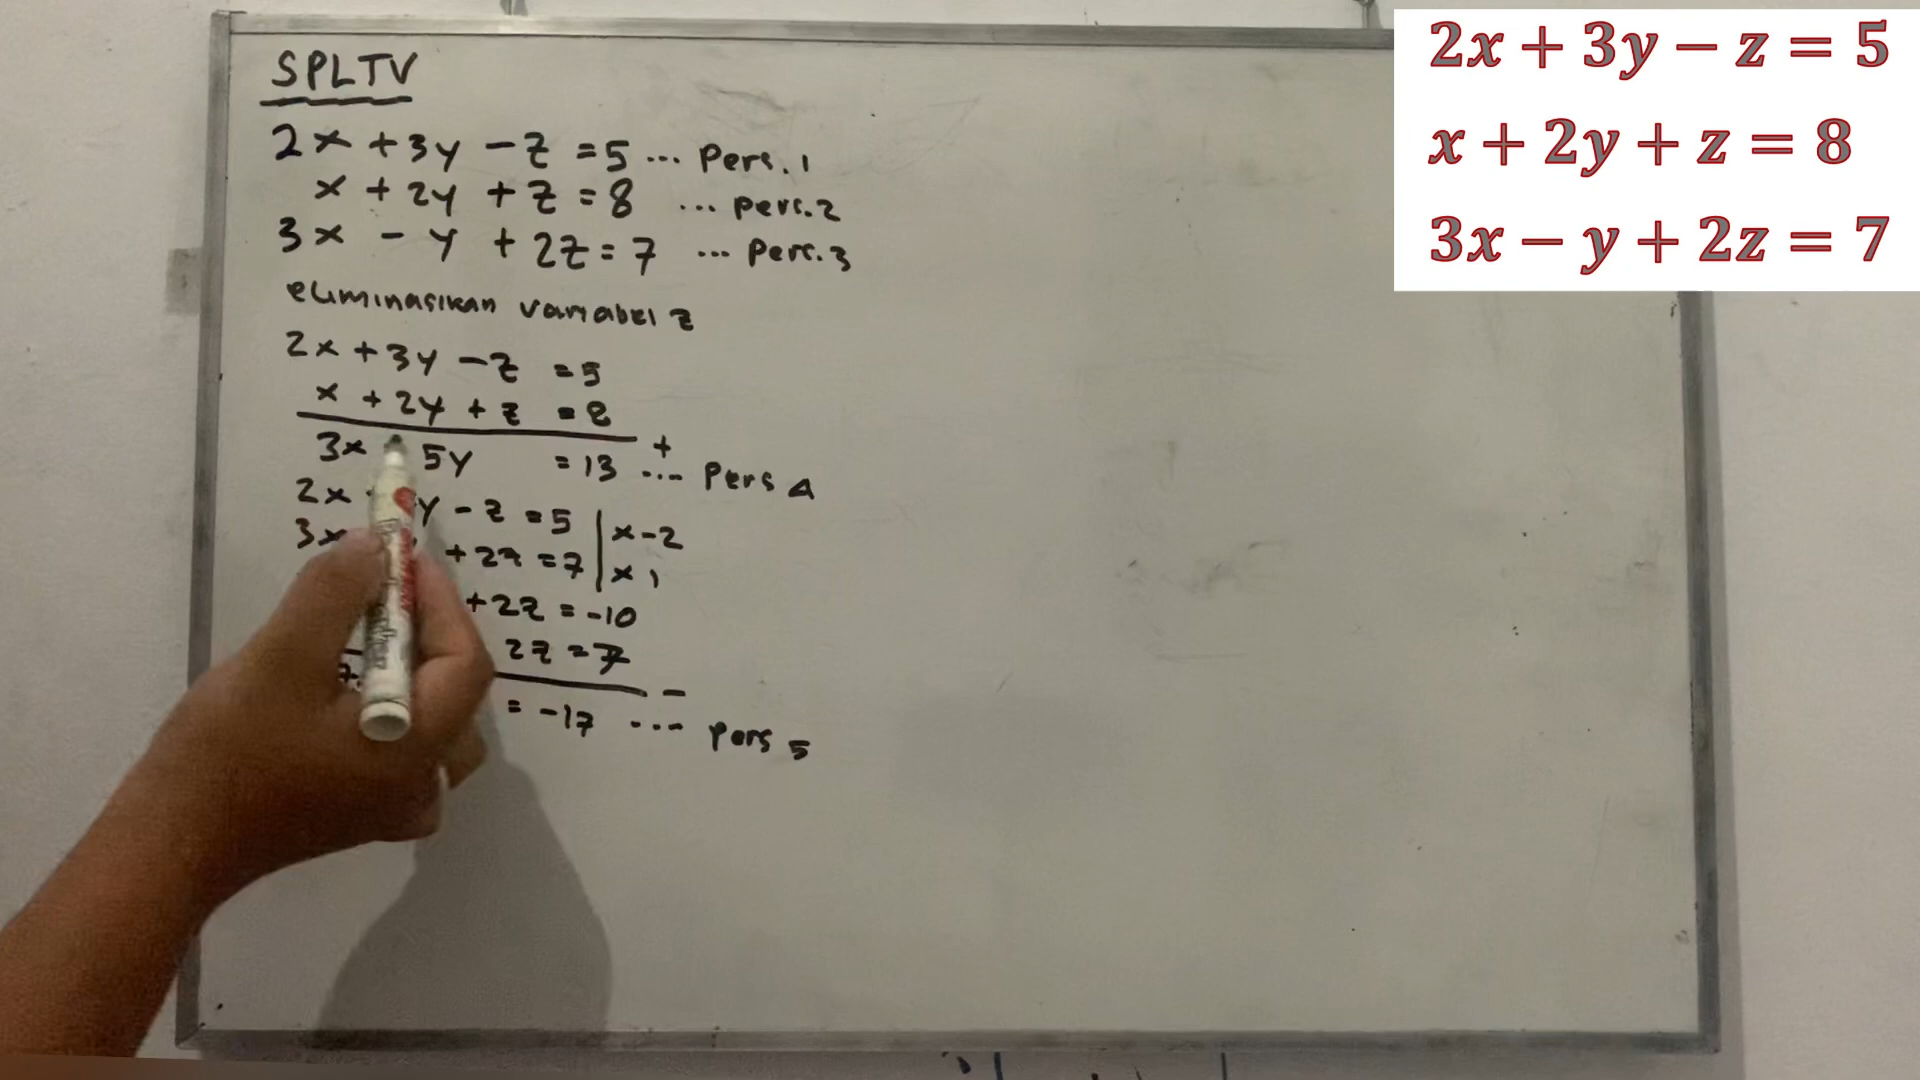 SPLTV
2x + 3y - z = 5 ... Pers. 1
x + 2y + z = 8 ... pers. 2
3x - y + 2z = 7 ... Pers. 3
eliminasikan variabel z
2x + 3y - z = 5
x + 2y + z = 8
+
3x 5y = 13 ... Pers 4
2x y - z = 5 | x -2
3x + 2z = 7 | x 1
+ 2z = -10
2z = 7
-
= -17 ... pers 5
2x + 3y − z = 5
x + 2y + z = 8
3x − y + 2z = 7